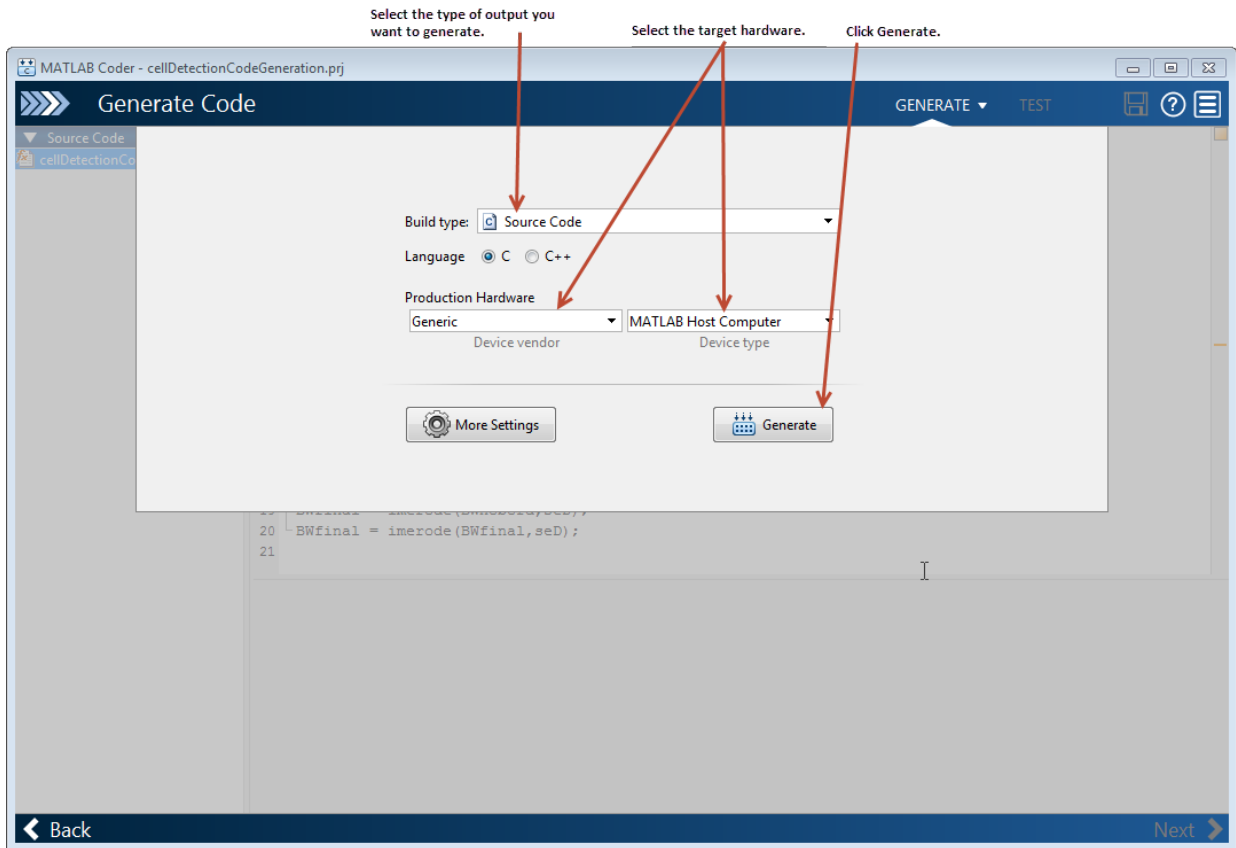 Select the type of output you
want to generate.
Select the target hardware.
Click Generate.
MATLAB Coder - cellDetectionCodeGeneration.prj
Generate Code
GENERATE
TEST
Source Code
cellDetectionCo
Build type:
Source Code
Language
C
C++
Production Hardware
Generic
MATLAB Host Computer
Device vendor
Device type
More Settings
Generate
20
BWfinal = imerode(BWfinal,seD);
21
Back
Next